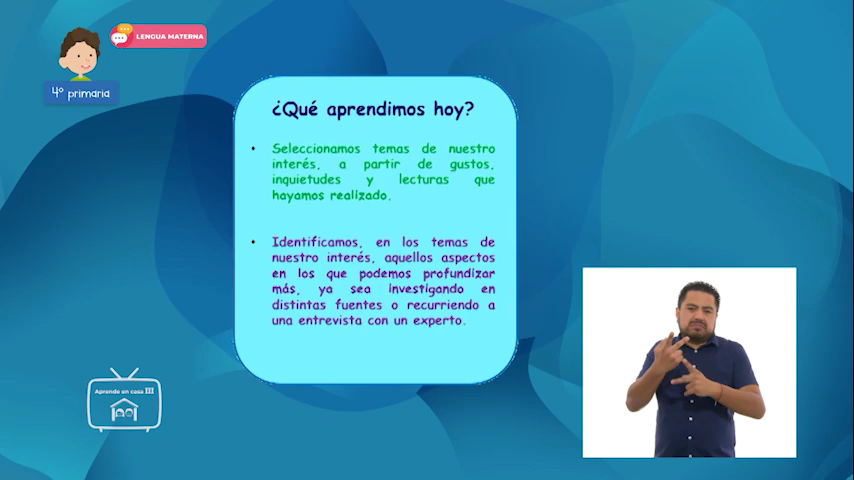 LENGUA MATERNA
4º primaria
¿Qué aprendimos hoy?
• Seleccionamos temas de nuestro
interés, a partir de gustos,
inquietudes y lecturas que
hayamos realizado.
• Identificamos, en los temas de
nuestro interés, aquellos aspectos
en los que podemos profundizar
más, ya sea investigando en
distintas fuentes o recurriendo a
una entrevista con un experto.
Aprende en casa III